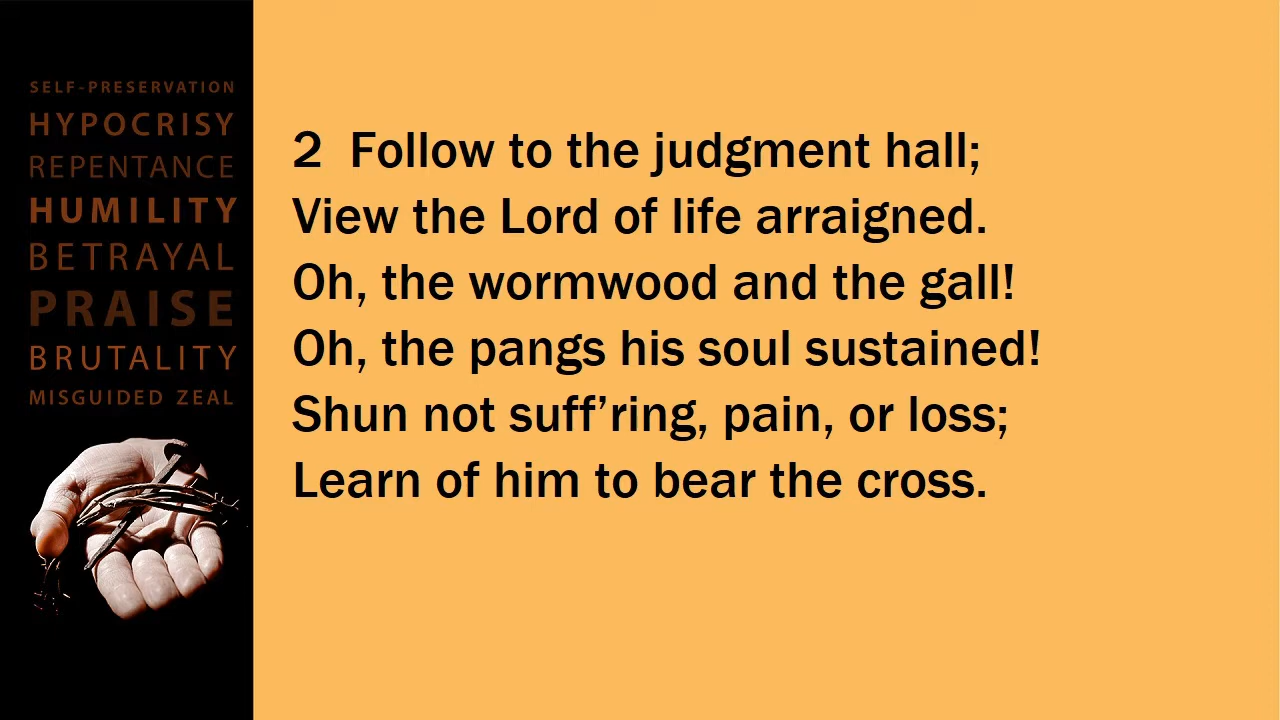 SELF-PRESERVATION
HYPOCRISY
REPENTANCE
HUMILITY
BETRAYAL
PRAISE
BRUTALITY
MISGUIDED ZEAL
2 Follow to the judgment hall;
View the Lord of life arraigned.
Oh, the wormwood and the gall!
Oh, the pangs his soul sustained!
Shun not suff’ring, pain, or loss;
Learn of him to bear the cross.